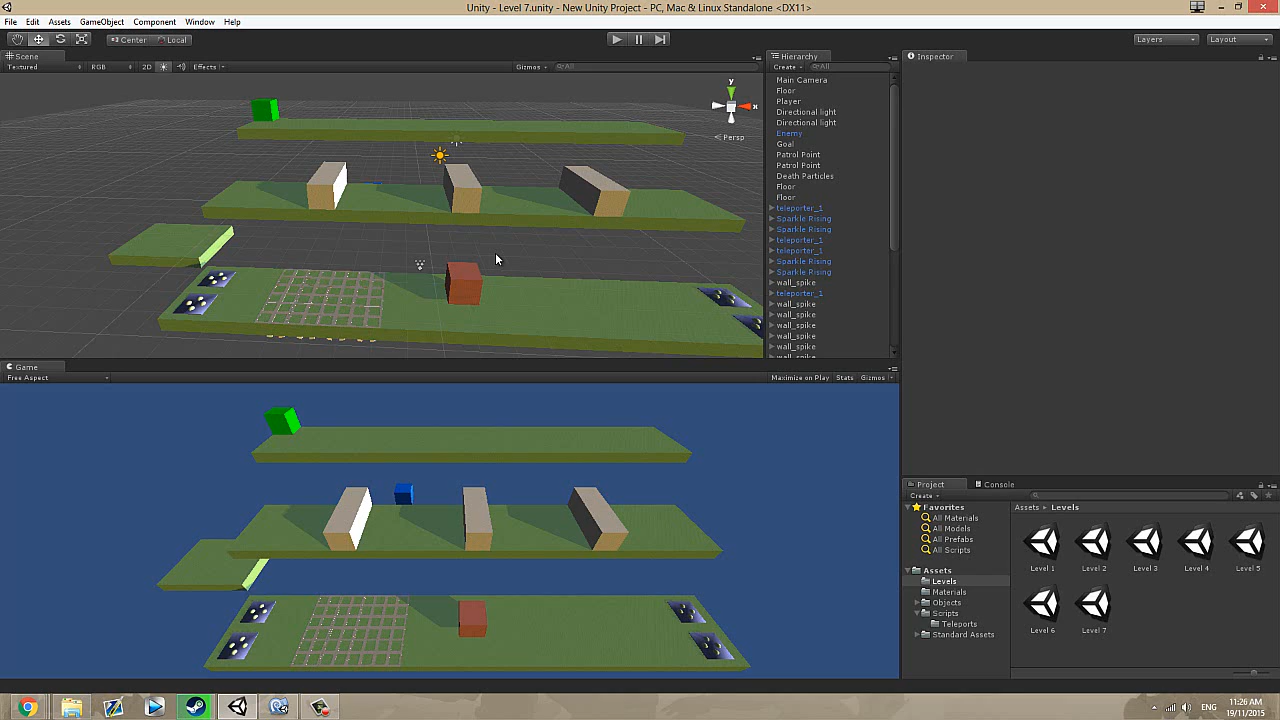 Unity - Level 7.unity - New Unity Project - PC, Mac & Linux Standalone <DX11>
File Edit Assets GameObject Component Window Help
Center Local Layers Layout
Scene
Textured RGB 2D Effects Gizmos All
y
x
Persp
Hierarchy
Create All
Main Camera
Floor
Player
Directional light
Directional light
Enemy
Goal
Patrol Point
Patrol Point
Death Particles
Floor
Floor
teleporter_1
Sparkle Rising
Sparkle Rising
teleporter_1
teleporter_1
Sparkle Rising
Sparkle Rising
wall_spike
teleporter_1
wall_spike
wall_spike
wall_spike
wall_spike
wall_spike
Inspector
Game
Free Aspect Maximize on Play Stats Gizmos
Project Console
Create
Favorites
All Materials
All Models
All Prefabs
All Scripts
Assets
Levels
Materials
Objects
Scripts
Teleports
Standard Assets
Assets Levels
Level 1 Level 2 Level 3 Level 4 Level 5
Level 6 Level 7
ENG
11:26 AM
19/11/2015